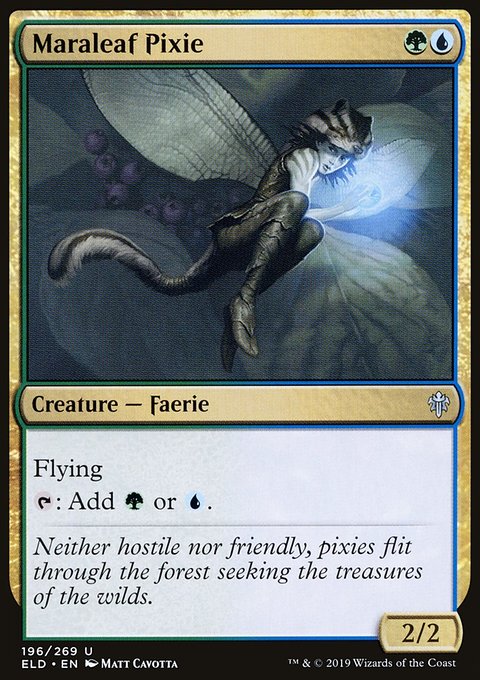 Maraleaf Pixie
Creature — Faerie
Flying
: Add or .
Neither hostile nor friendly, pixies flit
through the forest seeking the treasures
of the wilds.
2/2
196/269 U
ELD • EN Matt Cavotta
™ & © 2019 Wizards of the Coast